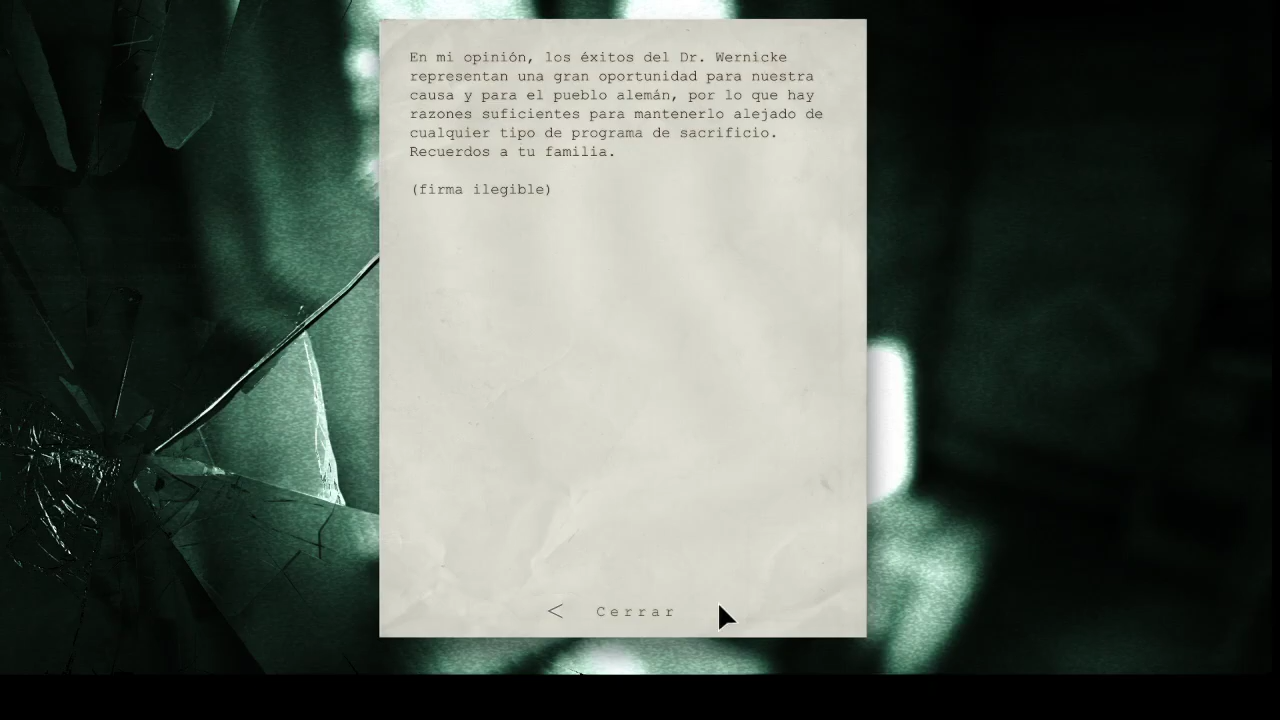 En mi opinión, los éxitos del Dr. Wernicke
representan una gran oportunidad para nuestra
causa y para el pueblo alemán, por lo que hay
razones suficientes para mantenerlo alejado de
cualquier tipo de programa de sacrificio.
Recuerdos a tu familia.
(firma ilegible)
< Cerrar